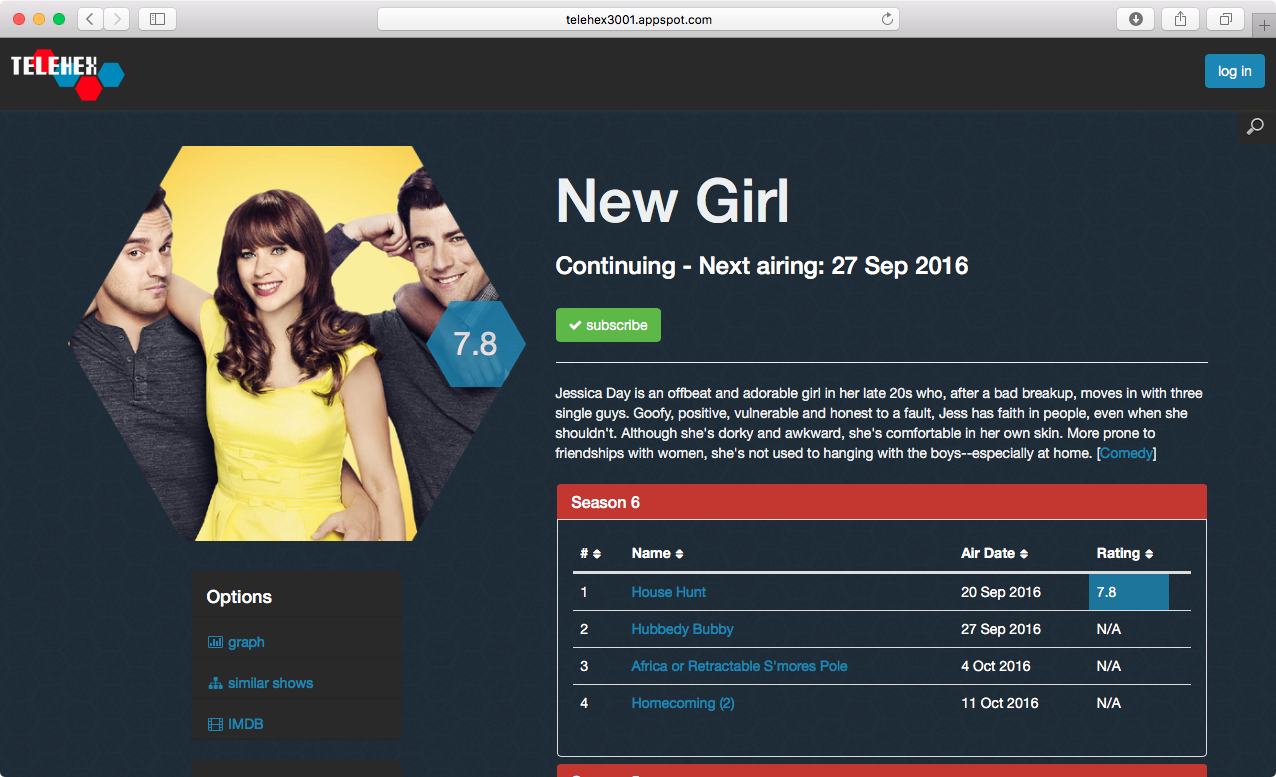 telehex3001.appspot.com
TELEHEX
log in
7.8
New Girl
Continuing - Next airing: 27 Sep 2016
subscribe
Jessica Day is an offbeat and adorable girl in her late 20s who, after a bad breakup, moves in with three
single guys. Goofy, positive, vulnerable and honest to a fault, Jess has faith in people, even when she
shouldn't. Although she's dorky and awkward, she's comfortable in her own skin. More prone to
friendships with women, she's not used to hanging with the boys--especially at home. [Comedy]
Options
graph
similar shows
IMDB
Season 6
# Name Air Date Rating
1 House Hunt 20 Sep 2016 7.8
2 Hubbedy Bubby 27 Sep 2016 N/A
3 Africa or Retractable S'mores Pole 4 Oct 2016 N/A
4 Homecoming (2) 11 Oct 2016 N/A